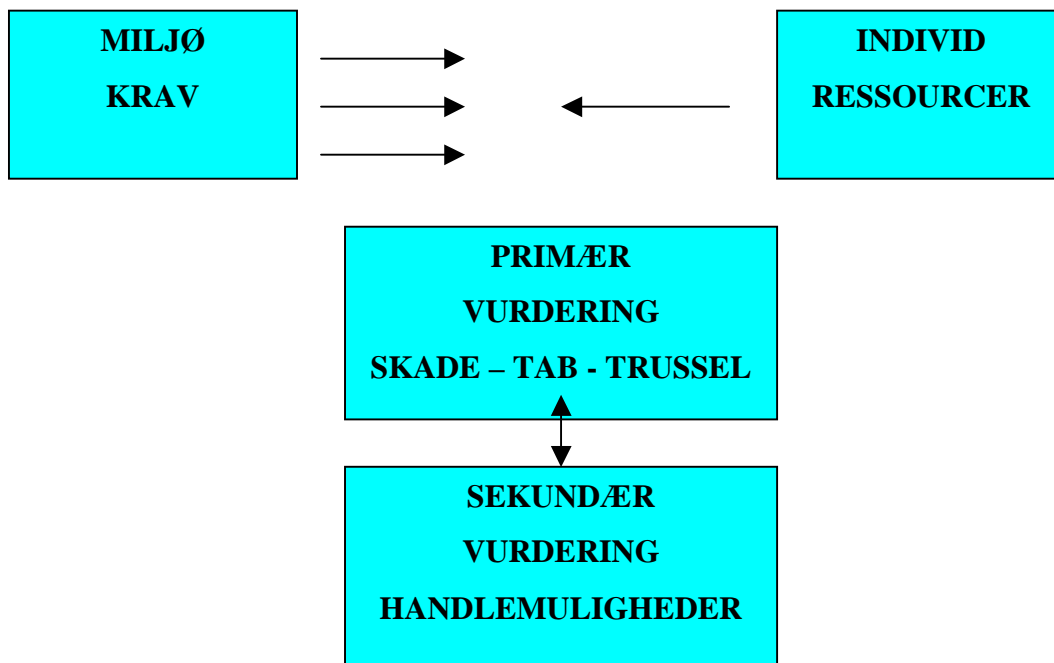 MILJØ
KRAV
INDIVID
RESSOURCER
PRIMÆR
VURDERING
SKADE – TAB - TRUSSEL
SEKUNDÆR
VURDERING
HANDLEMULIGHEDER